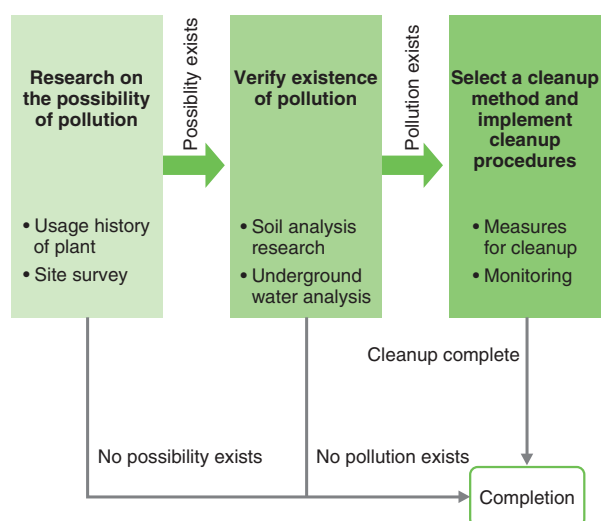 Research on
the possibility
of pollution
• Usage history
of plant
• Site survey
Possiblity exists
Verify existence
of pollution
• Soil analysis
research
• Underground
water analysis
Pollution exists
Select a cleanup
method and
implement
cleanup
procedures
• Measures
for cleanup
• Monitoring
Cleanup complete
No possibility exists
No pollution exists
Completion